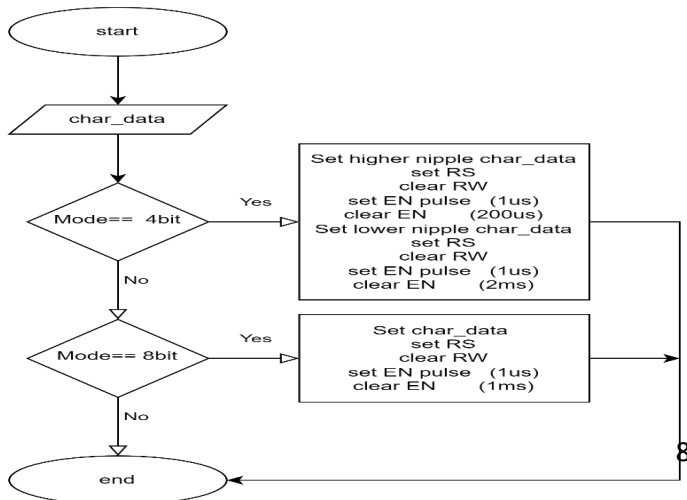 start
char_data
Mode== 4bit
Yes
Set higher nipple char_data
set RS
clear RW
set EN pulse (1us)
clear EN (200us)
Set lower nipple char_data
set RS
clear RW
set EN pulse (1us)
clear EN (2ms)
No
Mode== 8bit
Yes
Set char_data
set RS
clear RW
set EN pulse (1us)
clear EN (1ms)
No
8
end